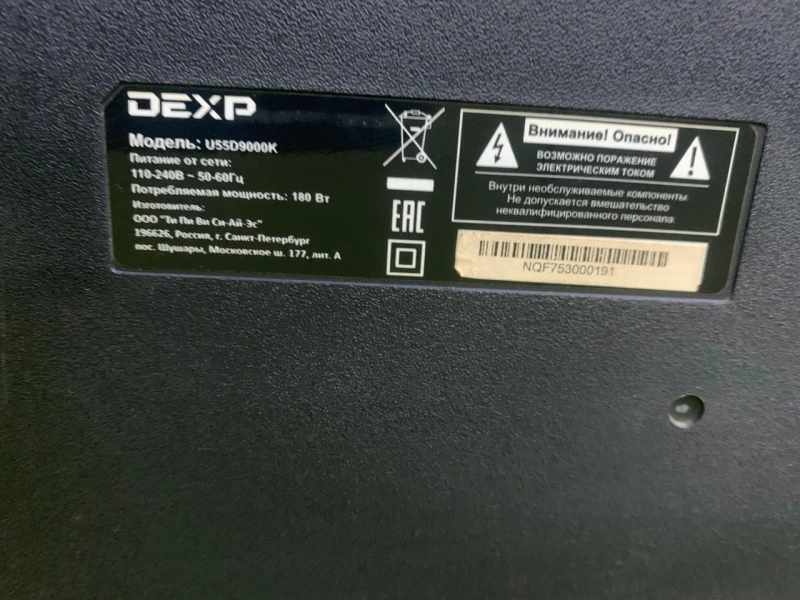 DEXP
Модель: U55D9000K
Питание от сети:
110-240В ~ 50-60Гц
Потребляемая мощность: 180 Вт
Изготовитель:
ООО "Ти Пи Ви Си-Ай-Эс"
196626, Россия, г. Санкт-Петербург
пос. Шушары, Московское ш. 177, лит. А
EAC
Внимание! Опасно!
ВОЗМОЖНО ПОРАЖЕНИЕ
ЭЛЕКТРИЧЕСКИМ ТОКОМ
Внутри необслуживаемые компоненты.
Не допускается вмешательство
неквалифицированного персонала.
NQF753000191